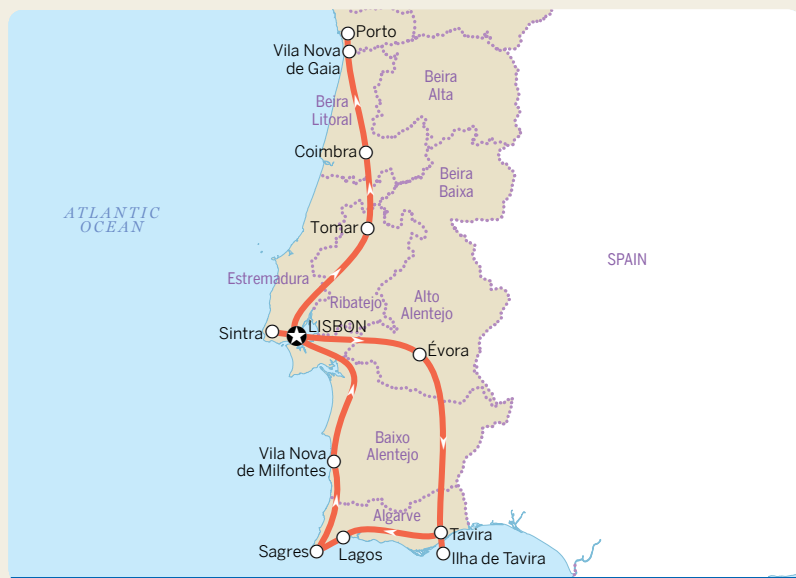 Porto
Vila Nova
de Gaia
Beira
Alta
Beira
Litoral
Coimbra
Beira
Baixa
ATLANTIC
OCEAN
Tomar
SPAIN
Estremadura
Ribatejo
Alto
Alentejo
LISBON
Sintra
Évora
Baixo
Alentejo
Vila Nova
de Milfontes
Algarve
Tavira
Sagres
Lagos
Ilha de Tavira